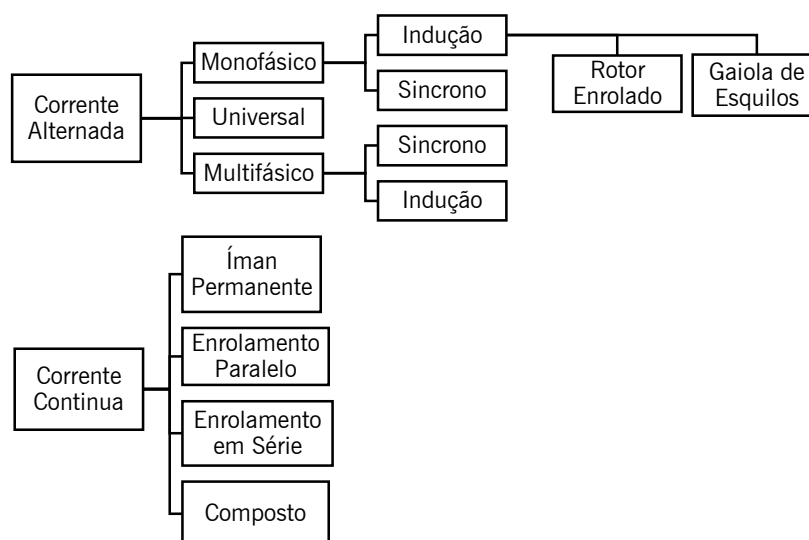 Corrente
Alternada
Monofásico
Universal
Multifásico
Indução
Sincrono
Sincrono
Indução
Rotor
Enrolado
Gaiola de
Esquilos
Corrente
Continua
Íman
Permanente
Enrolamento
Paralelo
Enrolamento
em Série
Composto